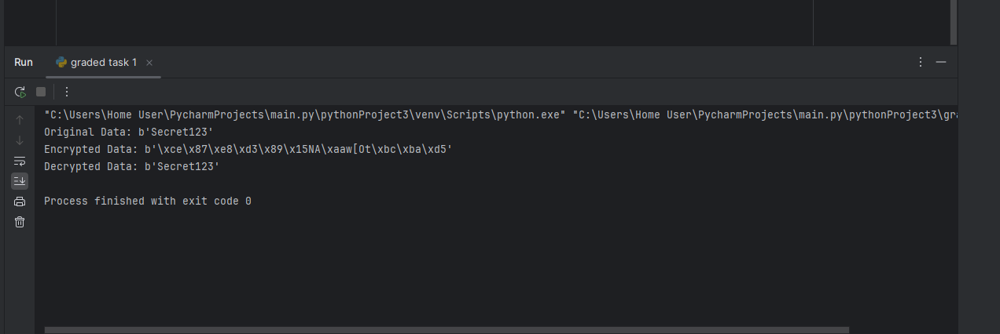 Run graded task 1
"C:\Users\Home User\PycharmProjects\main.py\pythonProject3\venv\Scripts\python.exe" "C:\Users\Home User\PycharmProjects\main.py\pythonProject3\gra
Original Data: b'Secret123'
Encrypted Data: b'\xce\x87\xe8\xd3\x89\x15NA\xaaw[Ot\xbc\xba\xd5'
Decrypted Data: b'Secret123'
Process finished with exit code 0